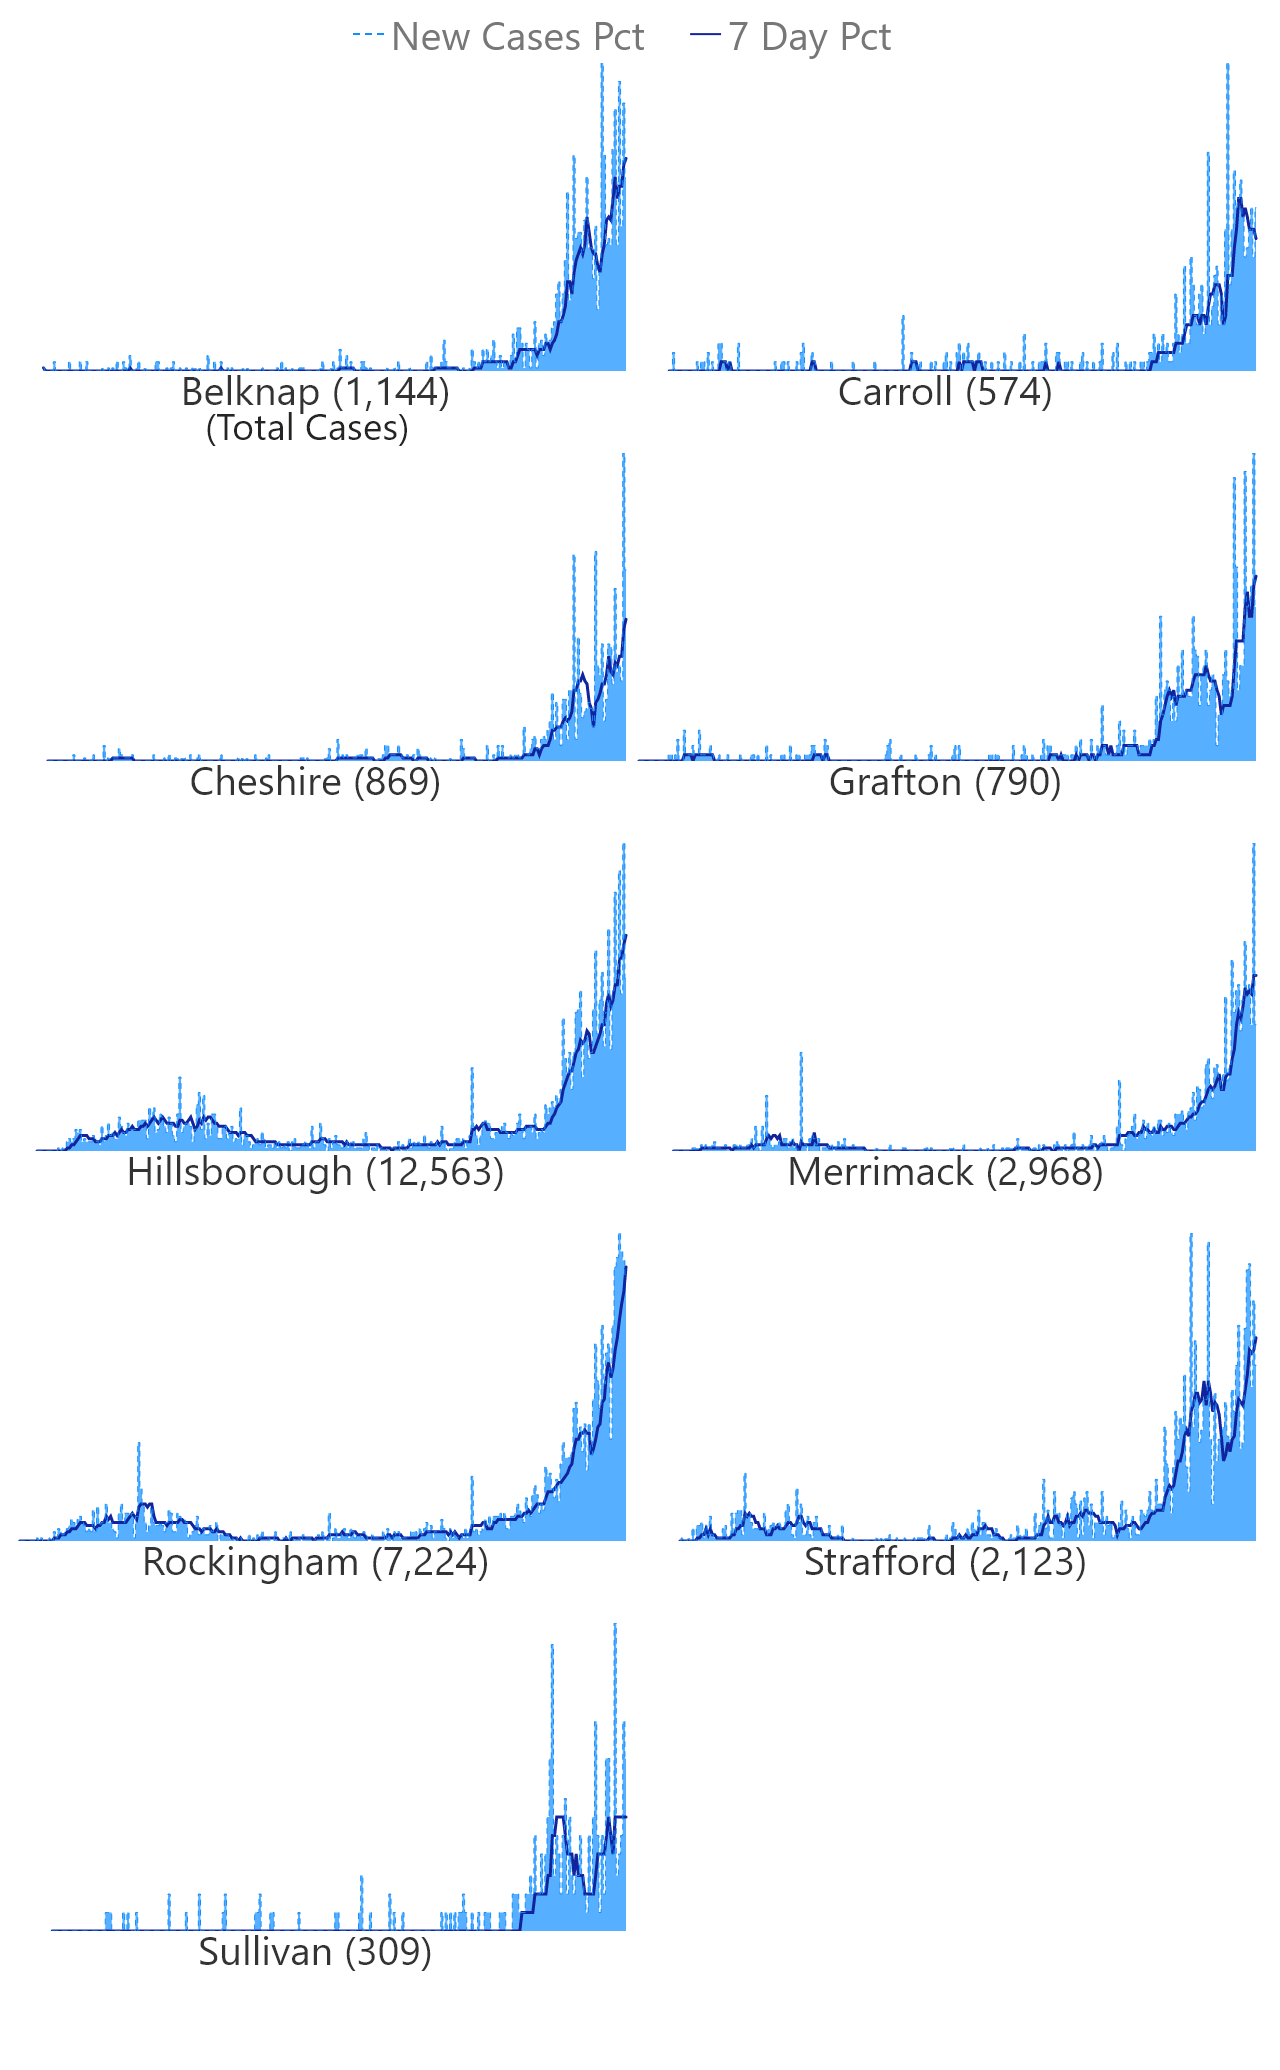 New Cases Pct 7 Day Pct
Belknap (1,144)
(Total Cases)
Carroll (574)
Cheshire (869)
Grafton (790)
Hillsborough (12,563)
Merrimack (2,968)
Rockingham (7,224)
Strafford (2,123)
Sullivan (309)